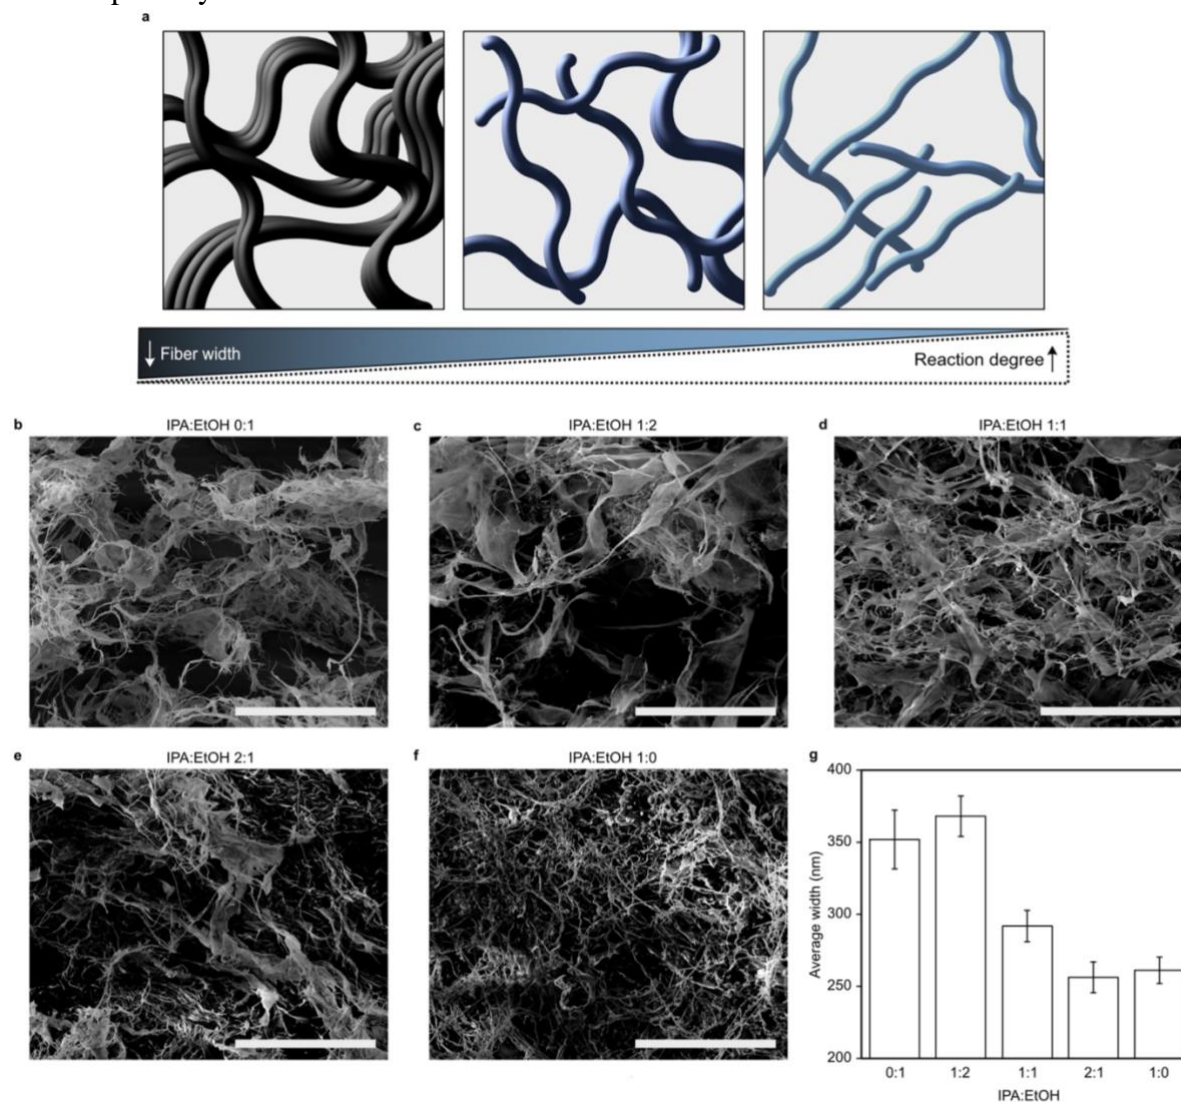 a
Fiber width
Reaction degree
b
IPA:EtOH 0:1
c
IPA:EtOH 1:2
d
IPA:EtOH 1:1
e
IPA:EtOH 2:1
f
IPA:EtOH 1:0
g
400
350
300
250
200
Average width (nm)
0:1 1:2 1:1 2:1 1:0
IPA:EtOH